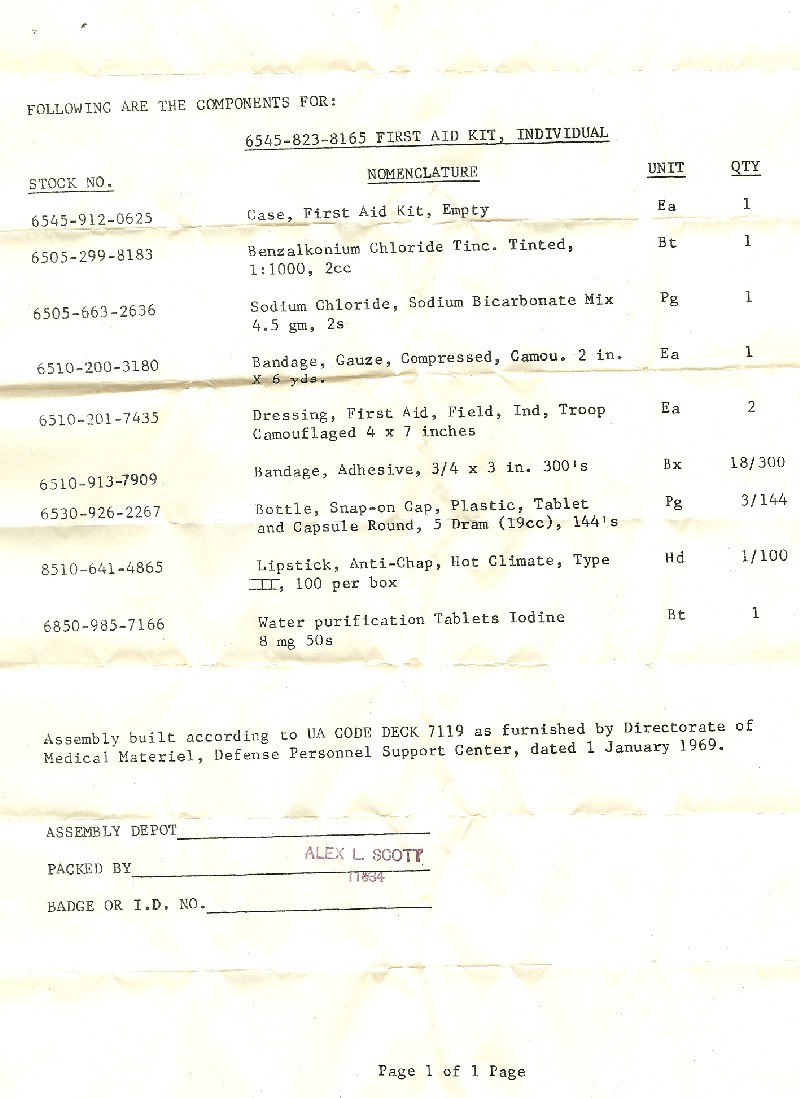 FOLLOWING ARE THE COMPONENTS FOR:
6545-823-8165 FIRST AID KIT, INDIVIDUAL
STOCK NO. NOMENCLATURE UNIT QTY
6545-912-0625 Case, First Aid Kit, Empty Ea 1
6505-299-8183 Benzalkonium Chloride Tinc. Tinted, Bt 1
1:1000, 2cc
6505-663-2636 Sodium Chloride, Sodium Bicarbonate Mix Pg 1
4.5 gm, 2s
6510-200-3180 Bandage, Gauze, Compressed, Camou. 2 in. Ea 1
X 6 yds.
6510-201-7435 Dressing, First Aid, Field, Ind, Troop Ea 2
Camouflaged 4 x 7 inches
6510-913-7909 Bandage, Adhesive, 3/4 x 3 in. 300's Bx 18/300
6530-926-2267 Bottle, Snap-on Cap, Plastic, Tablet Pg 3/144
and Capsule Round, 5 Dram (19cc), 144's
8510-641-4865 Lipstick, Anti-Chap, Hot Climate, Type Hd 1/100
III, 100 per box
6850-985-7166 Water purification Tablets Iodine Bt 1
8 mg 50s
Assembly built according to UA CODE DECK 7119 as furnished by Directorate of
Medical Materiel, Defense Personnel Support Center, dated 1 January 1969.
ASSEMBLY DEPOT
PACKED BY ALEX L. SCOTT
BADGE OR I.D. NO.
Page 1 of 1 Page